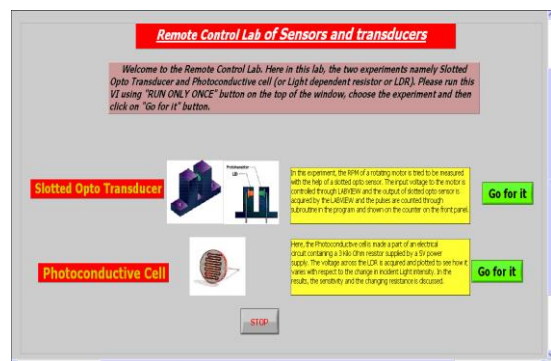 Remote Control Lab of Sensors and transducers
Welcome to the Remote Control Lab. Here in this lab, the two experiments namely Slotted
Opto Transducer and Photoconductive cell (or Light dependent resistor or LDR). Please run this
VI using "RUN ONLY ONCE" button on the top of the window, choose the experiment and then
click on "Go for it" button.
Slotted Opto Transducer
LED
In this experiment, the RPM of a rotating motor is tried to be measured
with the help of a slotted opto sensor. The input voltage to the motor is
controlled through LABVIEW and the output of slotted opto sensor is
acquired by the LABVIEW and the pulses are counted through
subroutine in the program and shown on the counter on the front panel.
Go for it
Photoconductive Cell
Here, the Photoconductive cell is made a part of an electrical
circuit containing a 3 Kilo Ohm resistor supplied by a 5V power
supply. The voltage across the LDR is acquired and plotted to see how it
varies with respect to the change in incident Light intensity. In the
results, the sensitivity and the changing resistance is discussed.
Go for it
STOP